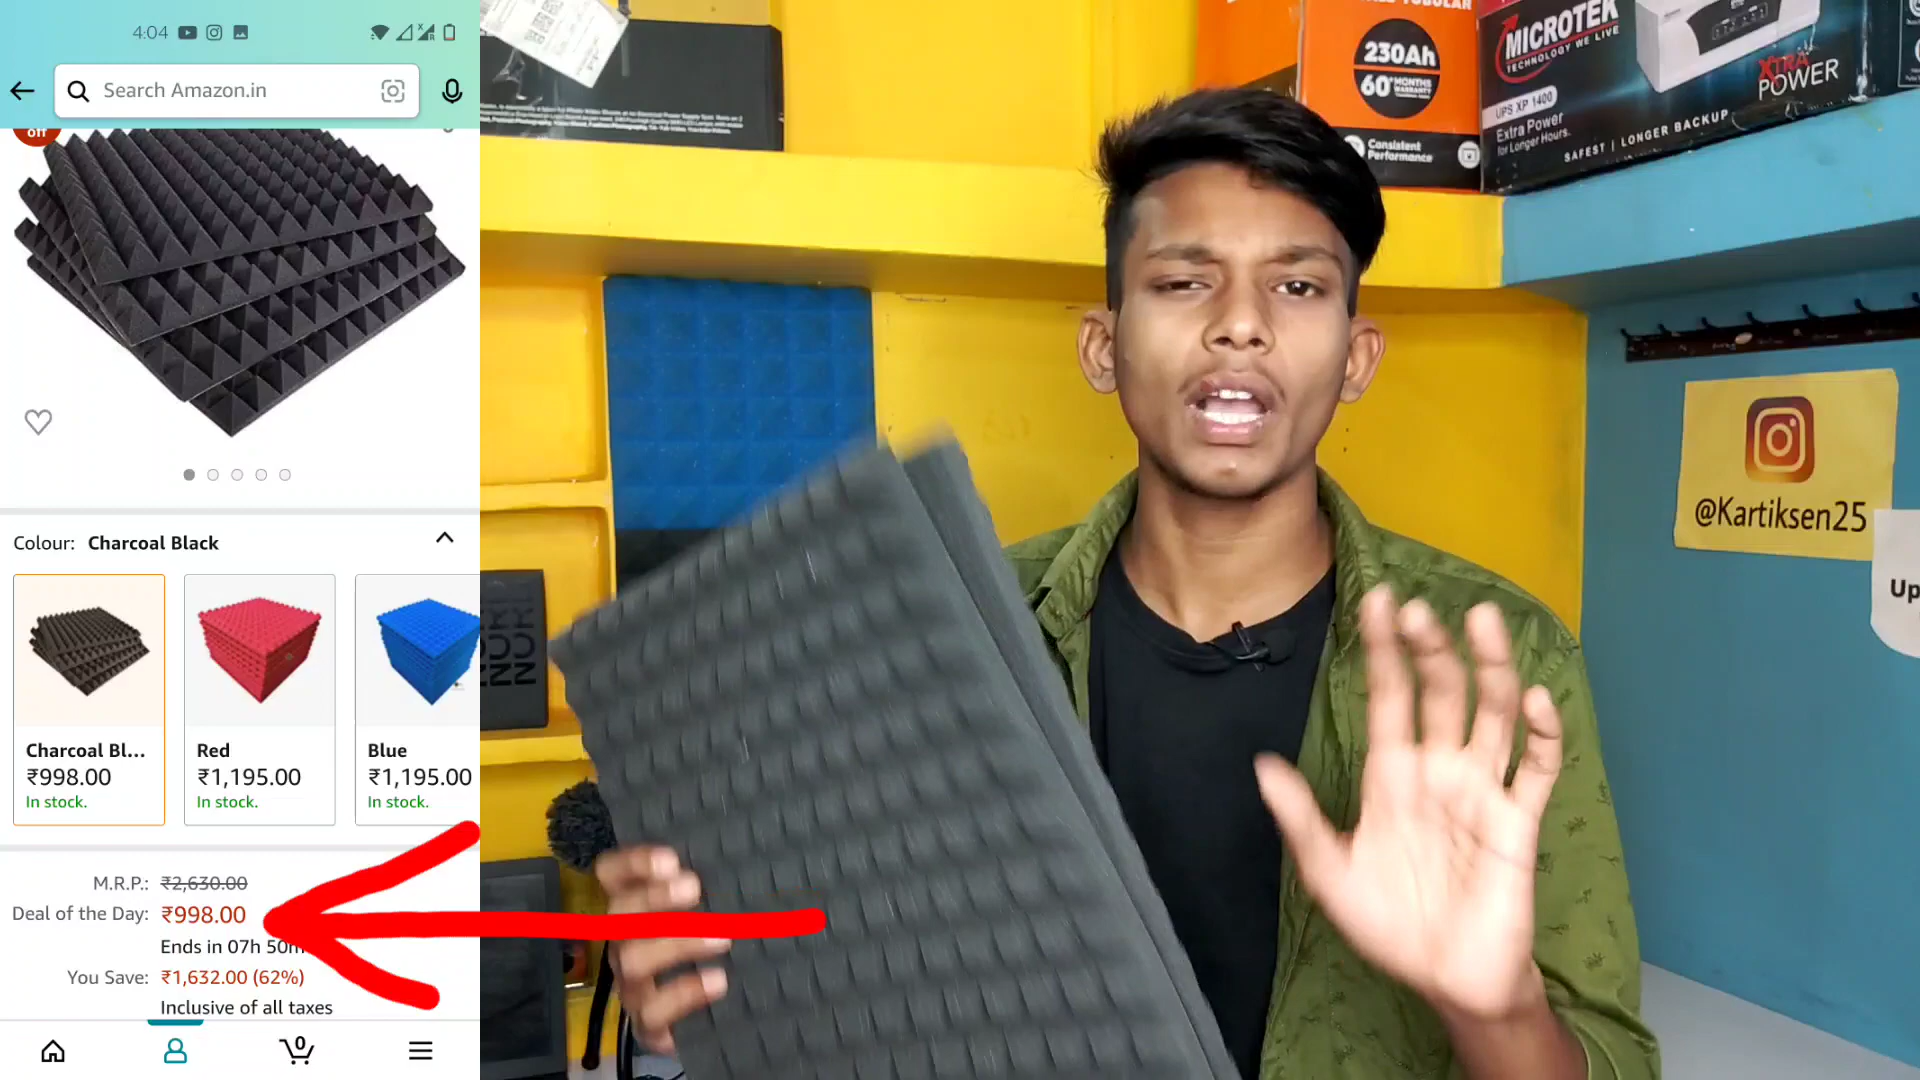 4:04
Search Amazon.in
off
Colour: Charcoal Black
Charcoal Bl...
₹998.00
In stock.
Red
₹1,195.00
In stock.
Blue
₹1,195.00
In stock.
M.R.P.: ₹2,630.00
Deal of the Day: ₹998.00
Ends in 07h 50m
You Save: ₹1,632.00 (62%)
Inclusive of all taxes
0
TUBULAR
230Ah
60* MONTHS
WARRANTY
Consistent
Performance
MICROTEK
TECHNOLOGY WE LIVE
UPS XP 1400
Extra Power
for Longer Hours.
SAFEST | LONGER BACKUP
XTRA
POWER
@Kartiksen25
Up